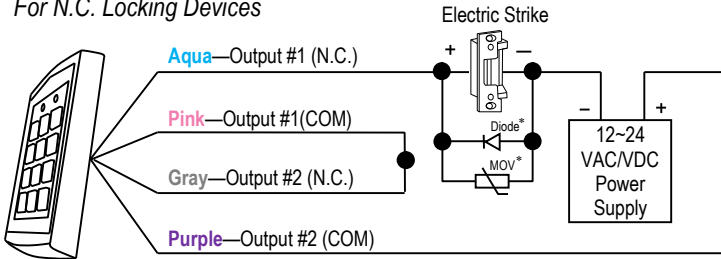 For N.C. Locking Devices
Electric Strike
Aqua—Output #1 (N.C.)
+ –
Pink—Output #1(COM)
Diode*
MOV*
– +
12~24
VAC/VDC
Power
Supply
Gray—Output #2 (N.C.)
Purple—Output #2 (COM)